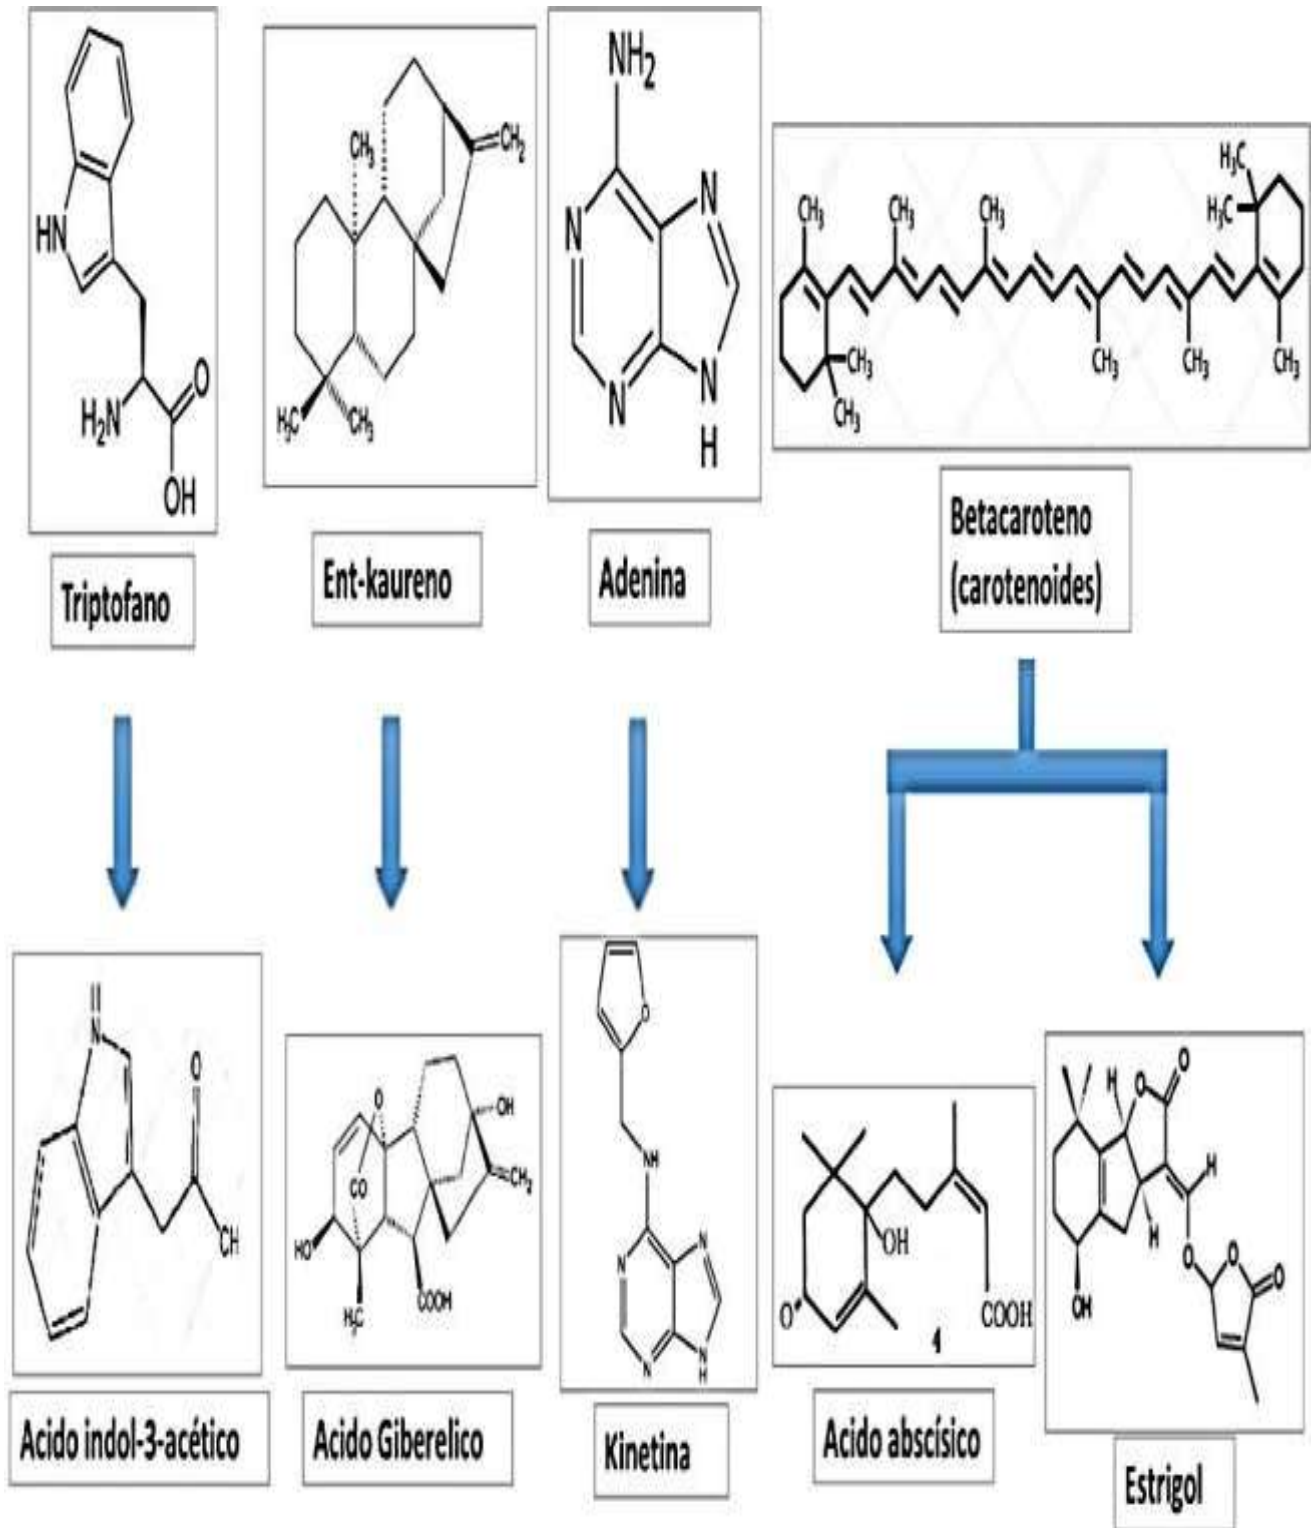 HN
H₂N
O
OH
Triptofano
CH₃
CH₂
H₃C
CH₃
Ent-kaureno
NH₂
N
N
N
N
H
Adenina
CH₃
CH₃
CH₃
H₃C
H₃C
CH₃
CH₃
CH₃
CH₃
CH₃
Betacaroteno
(carotenoides)
N
O
CH
Acido indol-3-acético
O
OH
CO
CH₂
HO
H₃C
COOH
Acido Giberelico
O
NH
N
N
N
N
H
Kinetina
OH
O
COOH
4
Acido abscísico
H
O
O
H
H
O
O
O
OH
Estrigol